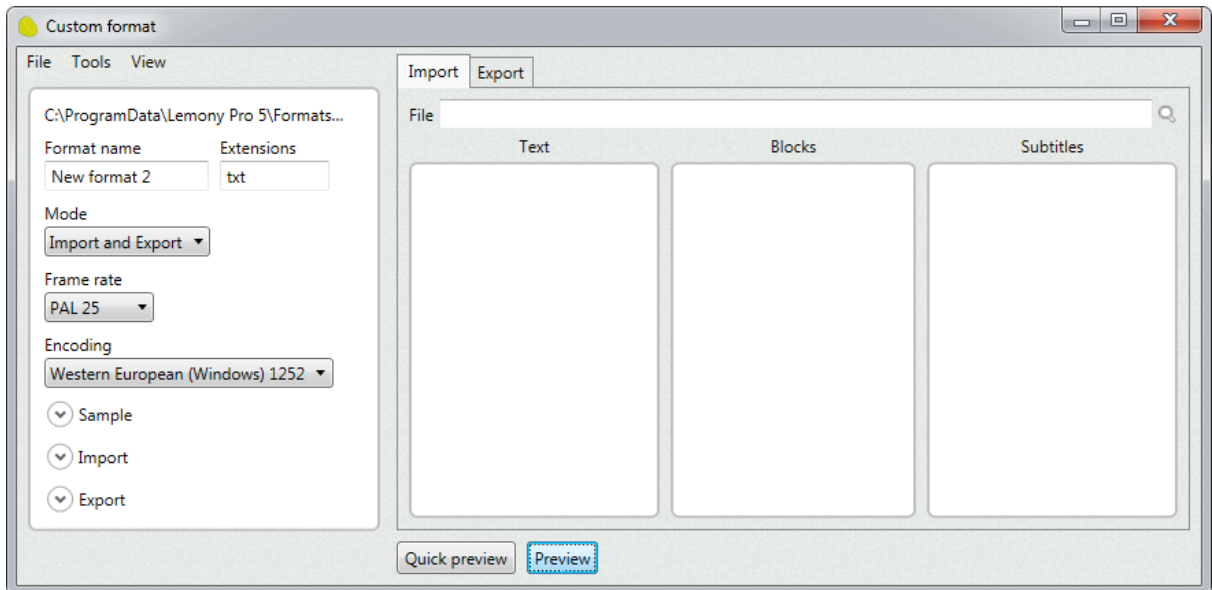 Custom format
File Tools View
C:\ProgramData\Lemony Pro 5\Formats...
Format name Extensions
New format 2 txt
Mode
Import and Export
Frame rate
PAL 25
Encoding
Western European (Windows) 1252
Sample
Import
Export
Import Export
File
Text Blocks Subtitles
Quick preview Preview